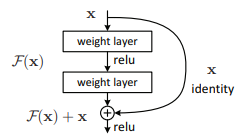 x
weight layer
F(x)
relu
x
weight layer
identity
F(x) + x
+
relu